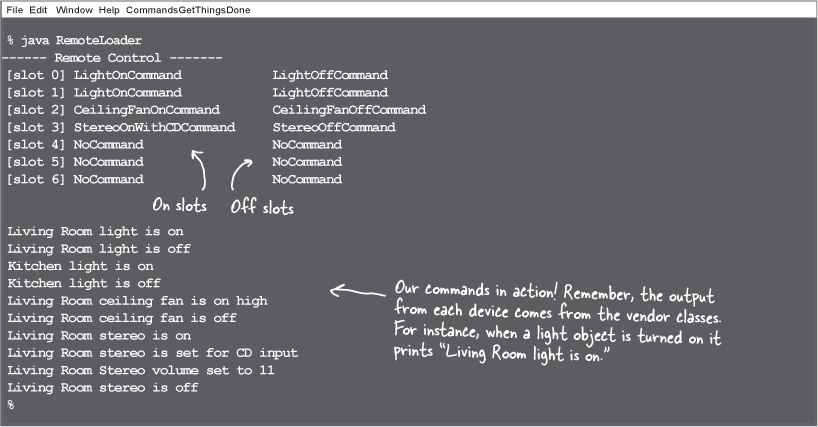 File Edit Window Help CommandsGetThingsDone
% java RemoteLoader
------ Remote Control -------
[slot 0] LightOnCommand LightOffCommand
[slot 1] LightOnCommand LightOffCommand
[slot 2] CeilingFanOnCommand CeilingFanOffCommand
[slot 3] StereoOnWithCDCommand StereoOffCommand
[slot 4] NoCommand NoCommand
[slot 5] NoCommand NoCommand
[slot 6] NoCommand NoCommand
On slots Off slots
Living Room light is on
Living Room light is off
Kitchen light is on
Kitchen light is off
Living Room ceiling fan is on high
Living Room ceiling fan is off
Living Room stereo is on
Living Room stereo is set for CD input
Living Room Stereo volume set to 11
Living Room stereo is off
%
Our commands in action! Remember, the output
from each device comes from the vendor classes.
For instance, when a light object is turned on it
prints “Living Room light is on.”